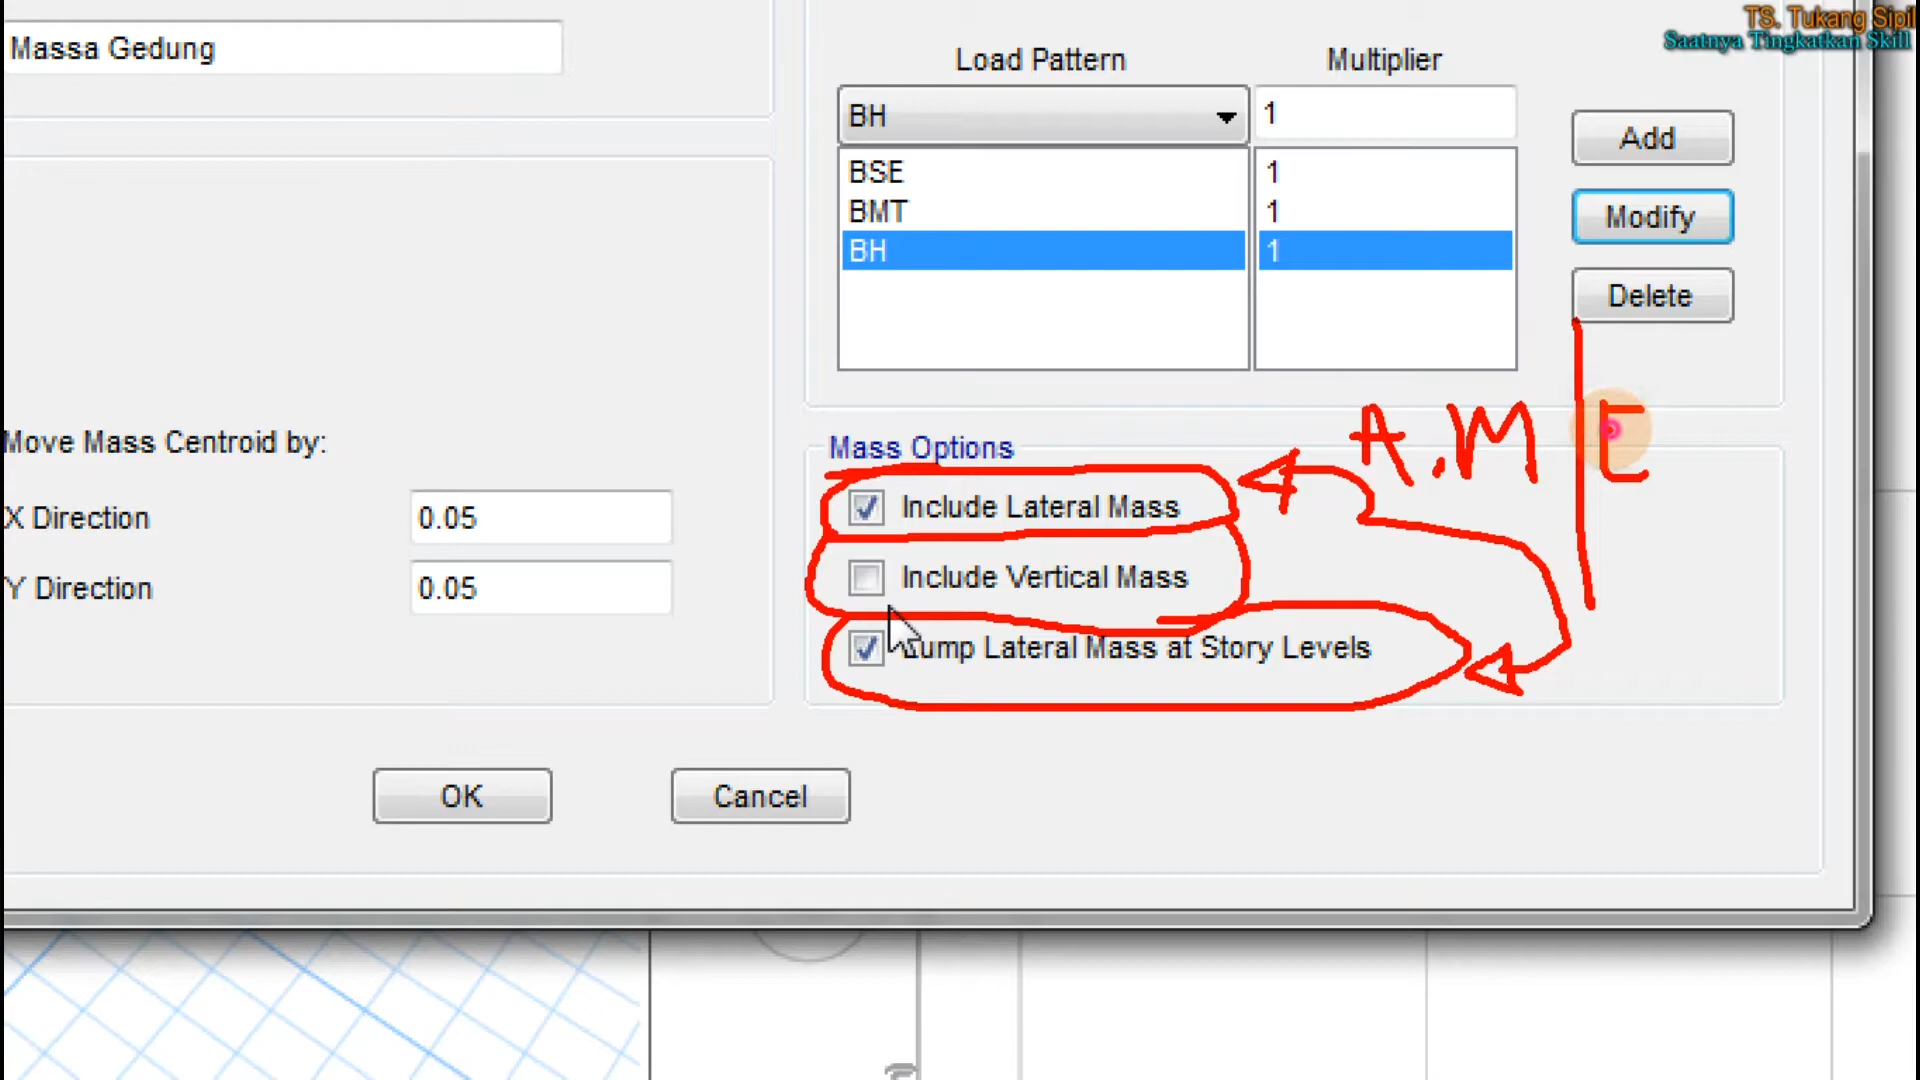 TS. Tukang Sipil
Saatnya Tingkatkan Skill
Massa Gedung
Load Pattern Multiplier
BH 1
Add
BSE 1
BMT 1
Modify
BH 1
Delete
A.M E
Move Mass Centroid by:
Mass Options
X Direction 0.05
Include Lateral Mass
Y Direction 0.05
Include Vertical Mass
Lump Lateral Mass at Story Levels
OK Cancel